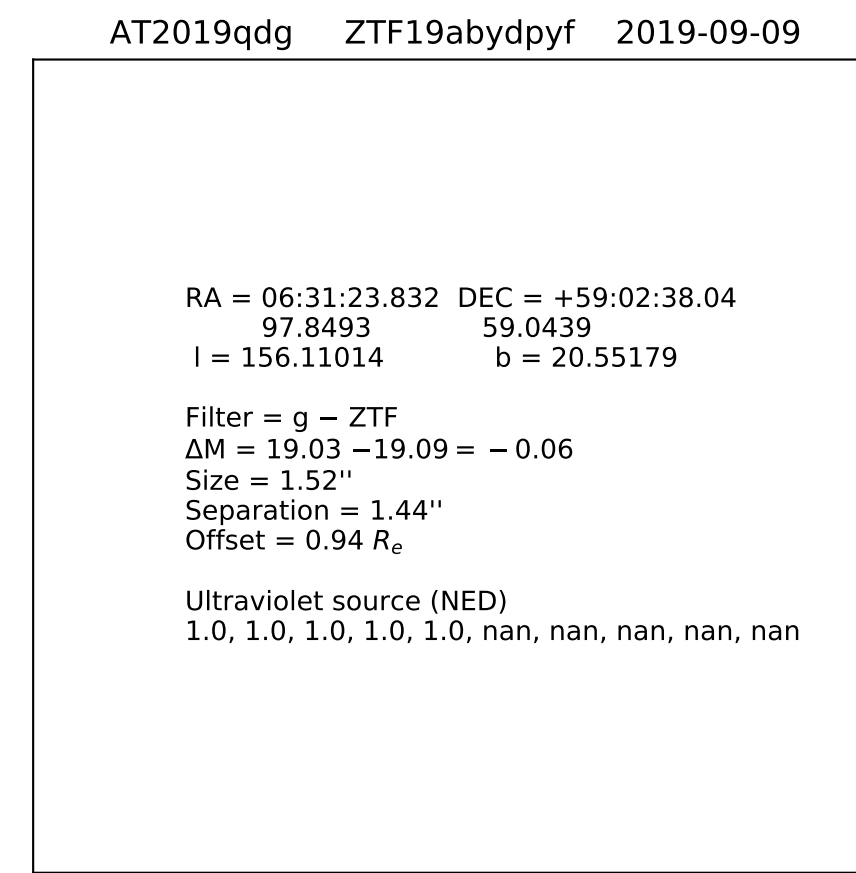 AT2019qdg ZTF19abydpyf 2019-09-09
RA = 06:31:23.832 DEC = +59:02:38.04
97.8493 59.0439
l = 156.11014 b = 20.55179
Filter = g − ZTF
ΔM = 19.03 −19.09 = − 0.06
Size = 1.52''
Separation = 1.44''
Offset = 0.94 Rₑ
Ultraviolet source (NED)
1.0, 1.0, 1.0, 1.0, 1.0, nan, nan, nan, nan, nan